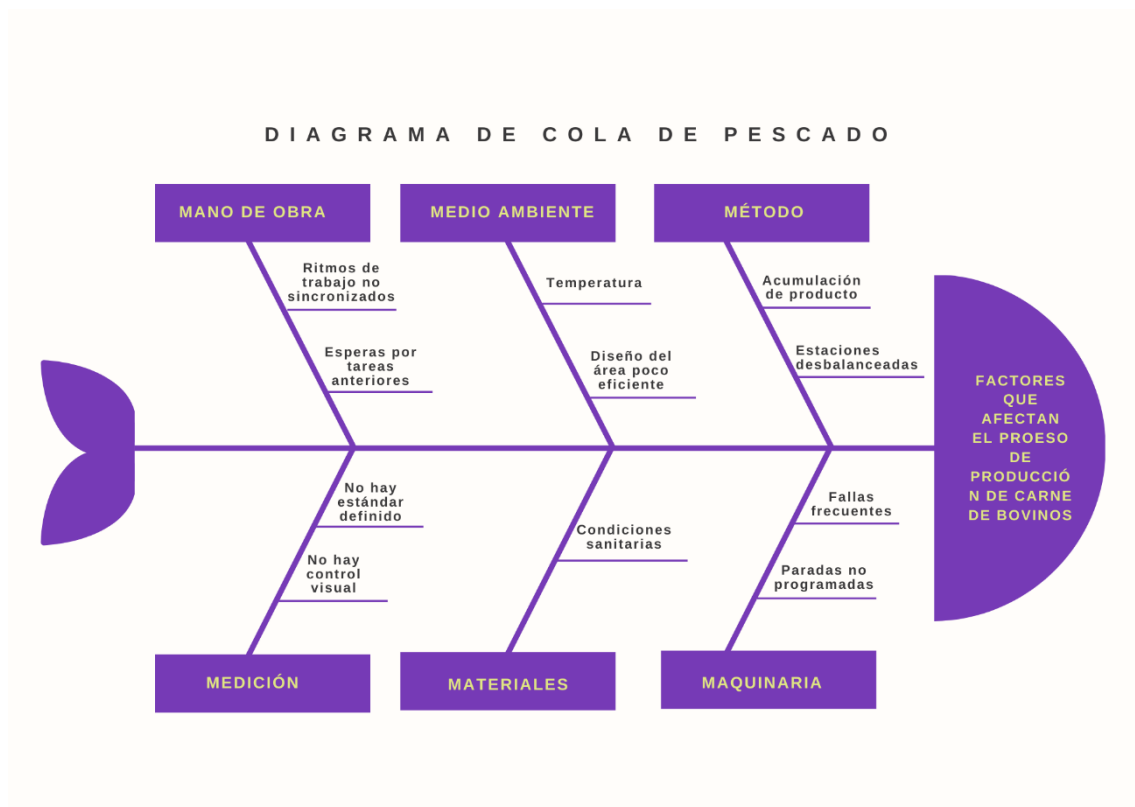 DIAGRAMA DE COLA DE PESCADO
MANO DE OBRA
MEDIO AMBIENTE
MÉTODO
Ritmos de
trabajo no
sincronizados
Esperas por
tareas
anteriores
Temperatura
Diseño del
área poco
eficiente
Acumulación
de producto
Estaciones
desbalanceadas
FACTORES
QUE
AFECTAN
EL PROESO
DE
PRODUCCIÓ
N DE CARNE
DE BOVINOS
No hay
estándar
definido
No hay
control
visual
Condiciones
sanitarias
Fallas
frecuentes
Paradas no
programadas
MEDICIÓN
MATERIALES
MAQUINARIA